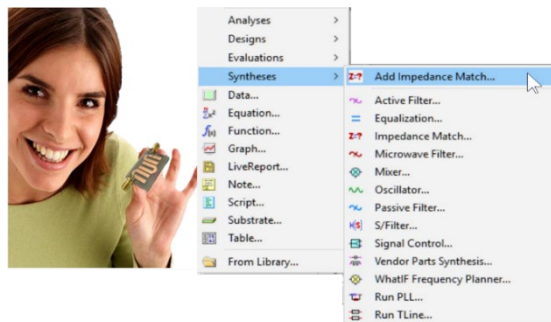 Analyses
Designs
Evaluations
Syntheses
Data...
Equation...
Function...
Graph...
LiveReport...
Note...
Script...
Substrate...
Table...
From Library...
Add Impedance Match...
Active Filter...
Equalization...
Impedance Match...
Microwave Filter...
Mixer...
Oscillator...
Passive Filter...
S/Filter...
Signal Control...
Vendor Parts Synthesis...
WhatIF Frequency Planner...
Run PLL...
Run TLine...